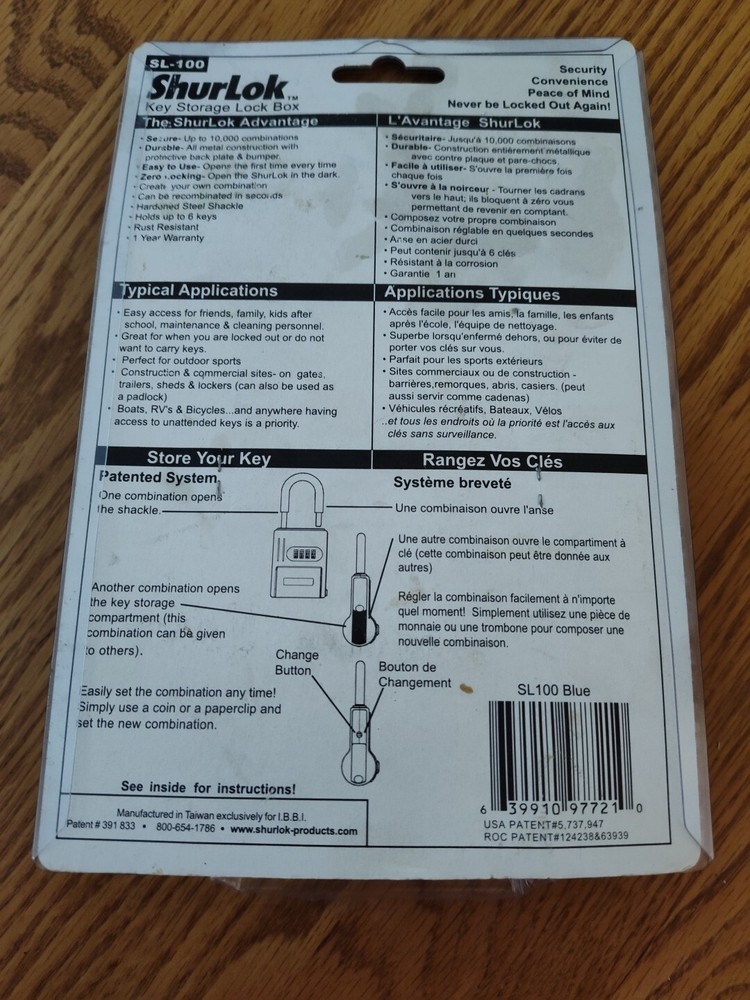 SL-100
ShurLok™
Key Storage Lock Box
Security
Convenience
Peace of Mind
Never be Locked Out Again!
The ShurLok Advantage
• Secure- Up to 10,000 combinations
• Durable- All metal construction with
protective back plate & bumper.
• Easy to Use- Opens the first time every time
• Zero Locking- Open the ShurLok in the dark.
• Create your own combination
• Can be recombinated in seconds
• Hardened Steel Shackle
• Holds up to 6 keys
• Rust Resistant
• 1 Year Warranty
L'Avantage ShurLok
• Sécuritaire- Jusqu'à 10,000 combinaisons
• Durable- Construction entièrement métallique
avec contre plaque et pare-chocs
• Facile à utiliser- S'ouvre la première fois
chaque fois
• S'ouvre à la noirceur - Tourner les cadrans
vers le haut; ils bloquent à zéro vous
permettant de revenir en comptant.
• Composez votre propre combinaison
• Combinaison réglable en quelques secondes
• Anse en acier durci
• Peut contenir jusqu'à 6 clés
• Résistant à la corrosion
• Garantie 1 an
Typical Applications
• Easy access for friends, family, kids after
school, maintenance & cleaning personnel.
• Great for when you are locked out or do not
want to carry keys.
• Perfect for outdoor sports
• Construction & commercial sites- on gates,
trailers, sheds & lockers (can also be used as
a padlock)
• Boats, RV's & Bicycles...and anywhere having
access to unattended keys is a priority.
Applications Typiques
• Accès facile pour les amis, la famille, les enfants
après l'école, l'équipe de nettoyage.
• Superbe lorsqu'enfermé dehors, ou pour éviter de
porter vos clés sur vous.
• Parfait pour les sports extérieurs
• Sites commerciaux ou de construction -
barrières,remorques, abris, casiers. (peut
aussi servir comme cadenas)
• Véhicules récréatifs, Bateaux, Vélos
..et tous les endroits où la priorité est l'accès aux
clés sans surveillance.
Store Your Key
Patented System
One combination opens
the shackle.
Another combination opens
the key storage
compartment (this
combination can be given
to others).
Easily set the combination any time!
Simply use a coin or a paperclip and
set the new combination.
Change
Button
See inside for instructions!
Rangez Vos Clés
Système breveté
Une combinaison ouvre l'anse
Une autre combinaison ouvre le compartiment à
clé (cette combinaison peut être donnée aux
autres)
Régler la combinaison facilement à n'importe
quel moment! Simplement utilisez une pièce de
monnaie ou une trombone pour composer une
nouvelle combinaison.
Bouton de
Changement
SL100 Blue
6 39910 97721 0
USA PATENT#5,737,947
ROC PATENT#124238&63939
Manufactured in Taiwan exclusively for I.B.B.I.
Patent # 391 833 • 800-654-1786 • www.shurlok-products.com